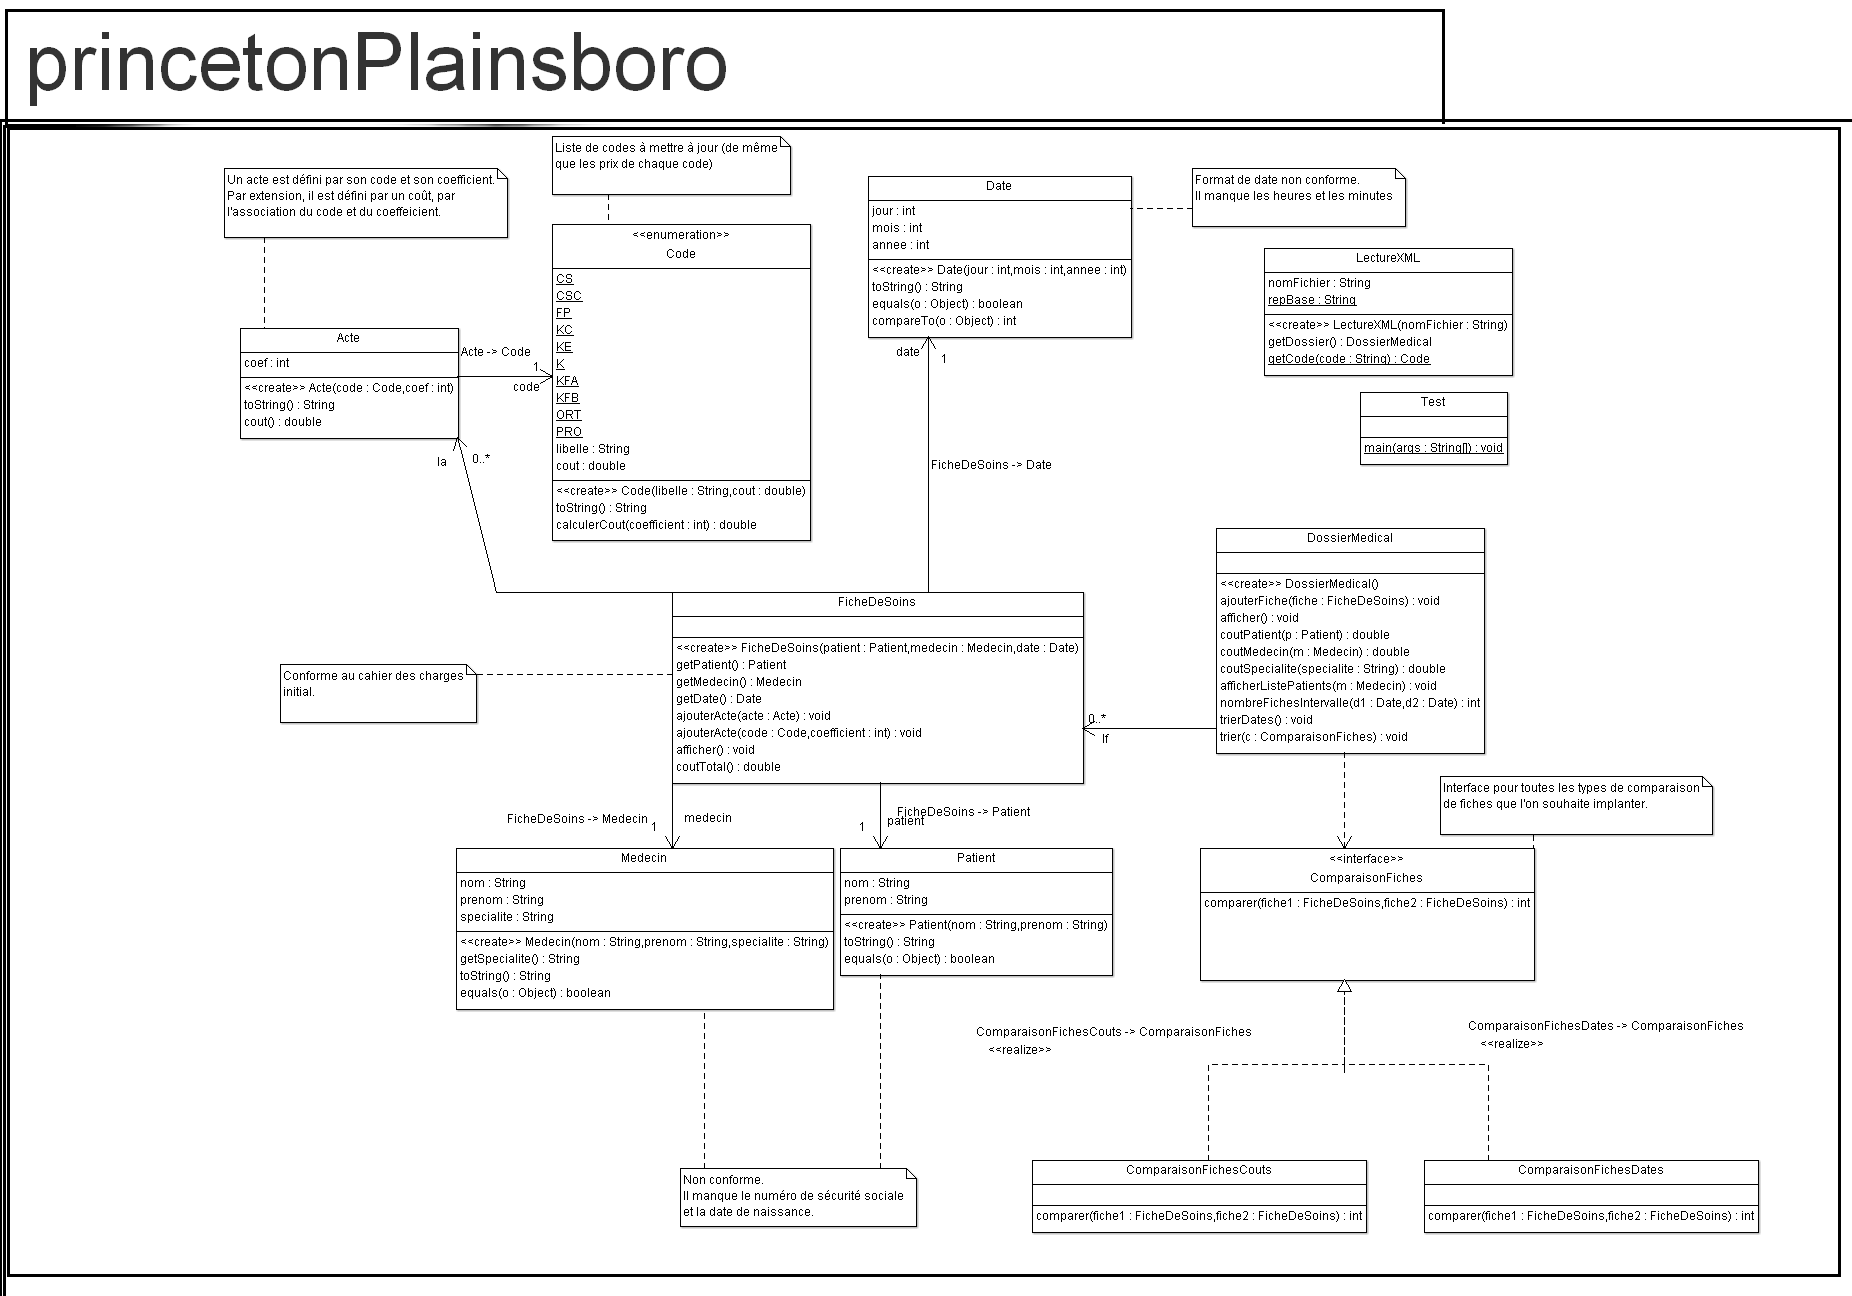 princetonPlainsboro
Liste de codes à mettre à jour (de même
que les prix de chaque code)
Un acte est défini par son code et son coefficient.
Par extension, il est défini par un coût, par
l'association du code et du coeffeicient.
Format de date non conforme.
Il manque les heures et les minutes
Date
jour : int
mois : int
annee : int
<<create>> Date(jour : int,mois : int,annee : int)
toString() : String
equals(o : Object) : boolean
compareTo(o : Object) : int
<<enumeration>>
Code
CS
CSC
FP
KC
KE
K
KFA
KFB
ORT
PRO
libelle : String
cout : double
<<create>> Code(libelle : String,cout : double)
toString() : String
calculerCout(coefficient : int) : double
LectureXML
nomFichier : String
repBase : String
<<create>> LectureXML(nomFichier : String)
getDossier() : DossierMedical
getCode(code : String) : Code
Acte
coef : int
<<create>> Acte(code : Code,coef : int)
toString() : String
cout() : double
Acte -> Code
1
code
date
1
Test
main(args : String[]) : void
la
0..*
FicheDeSoins -> Date
DossierMedical
<<create>> DossierMedical()
ajouterFiche(fiche : FicheDeSoins) : void
afficher() : void
coutPatient(p : Patient) : double
coutMedecin(m : Medecin) : double
coutSpecialite(specialite : String) : double
afficherListePatients(m : Medecin) : void
nombreFichesIntervalle(d1 : Date,d2 : Date) : int
trierDates() : void
trier(c : ComparaisonFiches) : void
FicheDeSoins
<<create>> FicheDeSoins(patient : Patient,medecin : Medecin,date : Date)
getPatient() : Patient
getMedecin() : Medecin
getDate() : Date
ajouterActe(acte : Acte) : void
ajouterActe(code : Code,coefficient : int) : void
afficher() : void
coutTotal() : double
Conforme au cahier des charges
initial.
0..*
lf
Interface pour toutes les types de comparaison
de fiches que l'on souhaite implanter.
FicheDeSoins -> Medecin
1
medecin
FicheDeSoins -> Patient
1
patient
Medecin
nom : String
prenom : String
specialite : String
<<create>> Medecin(nom : String,prenom : String,specialite : String)
getSpecialite() : String
toString() : String
equals(o : Object) : boolean
Patient
nom : String
prenom : String
<<create>> Patient(nom : String,prenom : String)
toString() : String
equals(o : Object) : boolean
<<interface>>
ComparaisonFiches
comparer(fiche1 : FicheDeSoins,fiche2 : FicheDeSoins) : int
ComparaisonFichesCouts -> ComparaisonFiches
<<realize>>
ComparaisonFichesDates -> ComparaisonFiches
<<realize>>
Non conforme.
Il manque le numéro de sécurité sociale
et la date de naissance.
ComparaisonFichesCouts
comparer(fiche1 : FicheDeSoins,fiche2 : FicheDeSoins) : int
ComparaisonFichesDates
comparer(fiche1 : FicheDeSoins,fiche2 : FicheDeSoins) : int